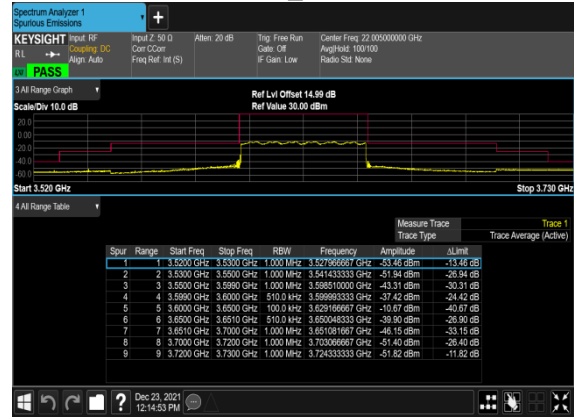 Spectrum Analyzer 1
Spurious Emissions
KEYSIGHT Input: RF Input Z: 50 Ω Atten: 20 dB Trig: Free Run Center Freq: 22.005000000 GHz
RL Coupling: DC Corr CCorr Gate: Off Avg|Hold: 100/100
Align: Auto Freq Ref: Int (S) IF Gain: Low Radio Std: None
PASS
3 All Range Graph
Ref Lvl Offset 14.99 dB
Scale/Div 10.0 dB Ref Value 30.00 dBm
20.0
0.00
-20.0
-40.0
-60.0
Start 3.520 GHz Stop 3.730 GHz
4 All Range Table
Measure Trace Trace 1
Trace Type Trace Average (Active)
Spur Range Start Freq Stop Freq RBW Frequency Amplitude ΔLimit
1 1 3.5200 GHz 3.5300 GHz 1.000 MHz 3.527966667 GHz -53.46 dBm -13.46 dB
2 2 3.5300 GHz 3.5500 GHz 1.000 MHz 3.541433333 GHz -51.94 dBm -26.94 dB
3 3 3.5500 GHz 3.5990 GHz 1.000 MHz 3.598510000 GHz -43.31 dBm -30.31 dB
4 4 3.5990 GHz 3.6000 GHz 510.0 kHz 3.599993333 GHz -37.42 dBm -24.42 dB
5 5 3.6000 GHz 3.6500 GHz 100.0 kHz 3.629166667 GHz -10.67 dBm -40.67 dB
6 6 3.6500 GHz 3.6510 GHz 510.0 kHz 3.650048333 GHz -39.90 dBm -26.90 dB
7 7 3.6510 GHz 3.7000 GHz 1.000 MHz 3.651081667 GHz -46.15 dBm -33.15 dB
8 8 3.7000 GHz 3.7200 GHz 1.000 MHz 3.703066667 GHz -51.40 dBm -26.40 dB
9 9 3.7200 GHz 3.7300 GHz 1.000 MHz 3.724333333 GHz -51.82 dBm -11.82 dB
Dec 23, 2021
12:14:53 PM